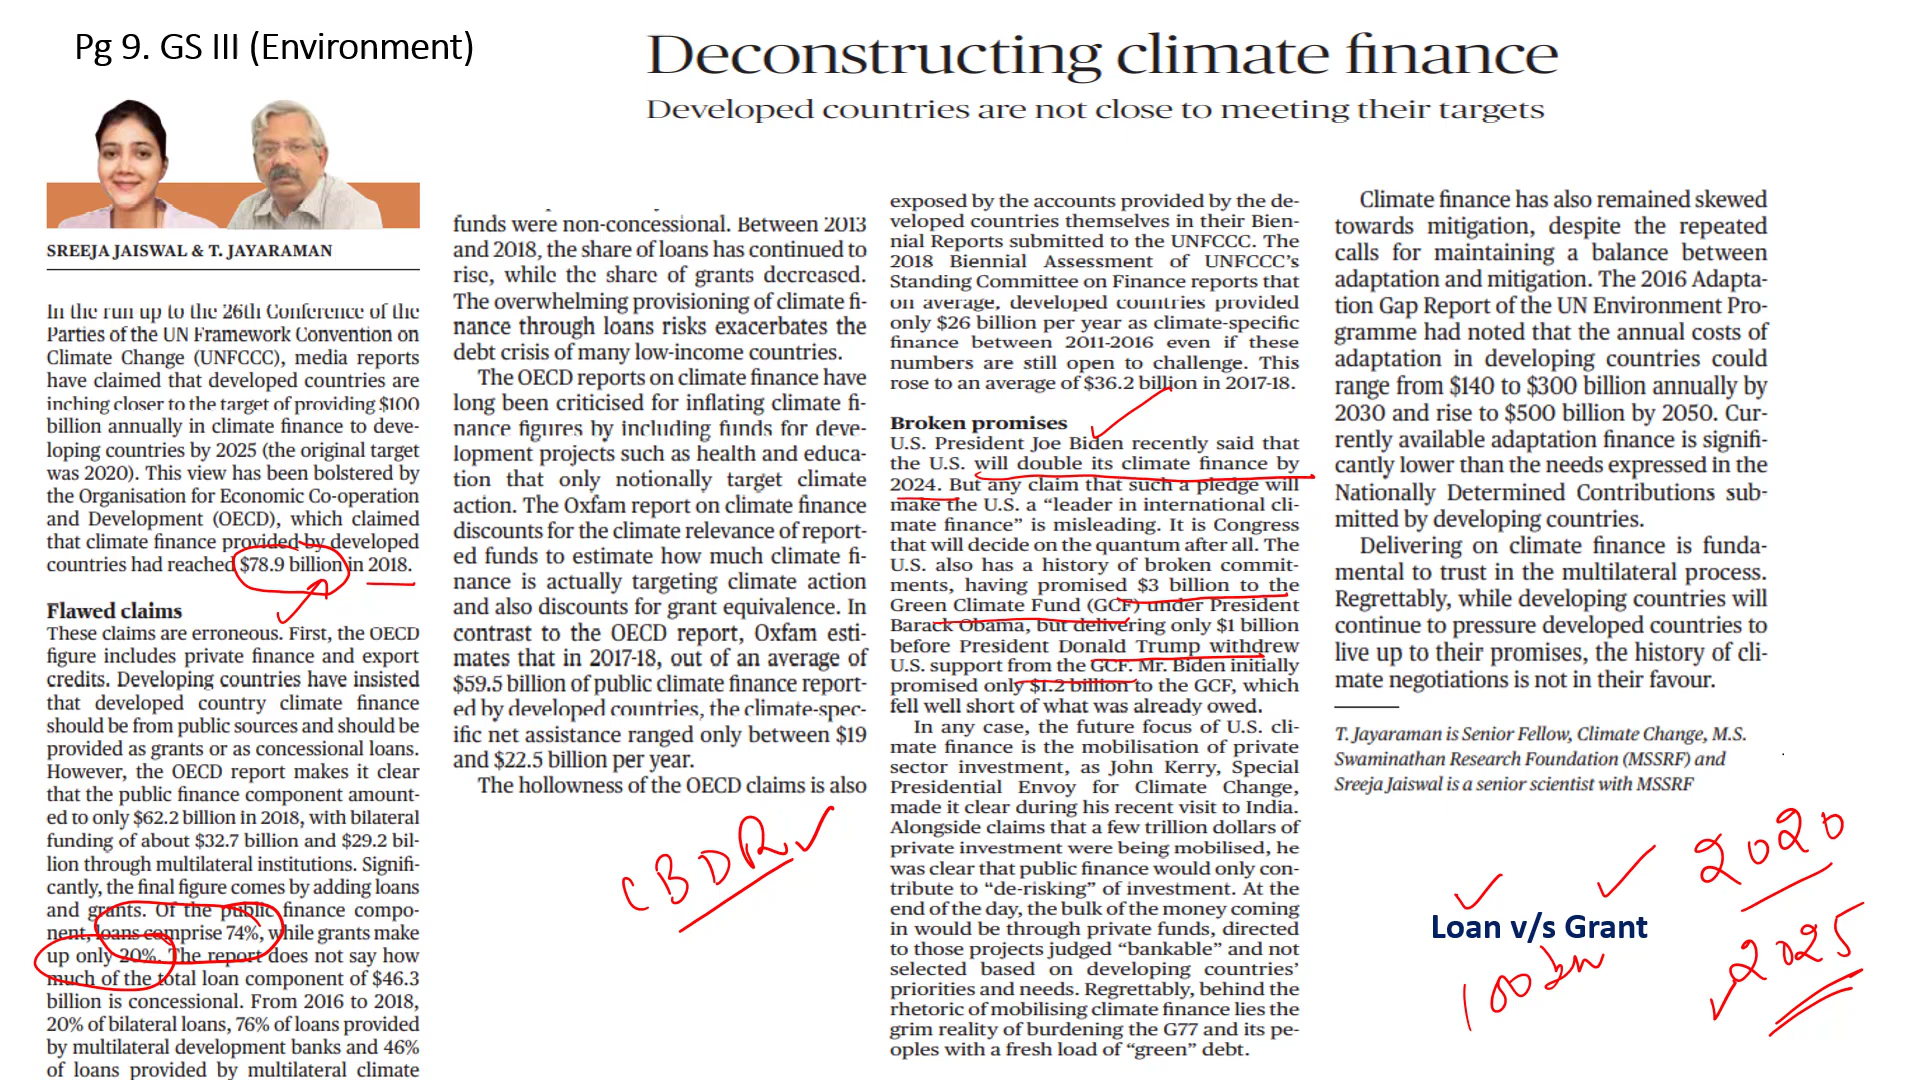 Pg 9. GS III (Environment)
Deconstructing climate finance
Developed countries are not close to meeting their targets
SREEJA JAISWAL & T. JAYARAMAN
In the run up to the 26th Conference of the
Parties of the UN Framework Convention on
Climate Change (UNFCCC), media reports
have claimed that developed countries are
inching closer to the target of providing $100
billion annually in climate finance to deve-
loping countries by 2025 (the original target
was 2020). This view has been bolstered by
the Organisation for Economic Co-operation
and Development (OECD), which claimed
that climate finance provided by developed
countries had reached $78.9 billion in 2018.
Flawed claims
These claims are erroneous. First, the OECD
figure includes private finance and export
credits. Developing countries have insisted
that developed country climate finance
should be from public sources and should be
provided as grants or as concessional loans.
However, the OECD report makes it clear
that the public finance component amount-
ed to only $62.2 billion in 2018, with bilateral
funding of about $32.7 billion and $29.2 bil-
lion through multilateral institutions. Signifi-
cantly, the final figure comes by adding loans
and grants. Of the public finance compo-
nent, loans comprise 74%, while grants make
up only 20%. The report does not say how
much of the total loan component of $46.3
billion is concessional. From 2016 to 2018,
20% of bilateral loans, 76% of loans provided
by multilateral development banks and 46%
of loans provided by multilateral climate
funds were non-concessional. Between 2013
and 2018, the share of loans has continued to
rise, while the share of grants decreased.
The overwhelming provisioning of climate fi-
nance through loans risks exacerbates the
debt crisis of many low-income countries.
The OECD reports on climate finance have
long been criticised for inflating climate fi-
nance figures by including funds for deve-
lopment projects such as health and educa-
tion that only notionally target climate
action. The Oxfam report on climate finance
discounts for the climate relevance of report-
ed funds to estimate how much climate fi-
nance is actually targeting climate action
and also discounts for grant equivalence. In
contrast to the OECD report, Oxfam esti-
mates that in 2017-18, out of an average of
$59.5 billion of public climate finance report-
ed by developed countries, the climate-spec-
ific net assistance ranged only between $19
and $22.5 billion per year.
The hollowness of the OECD claims is also
exposed by the accounts provided by the de-
veloped countries themselves in their Bien-
nial Reports submitted to the UNFCCC. The
2018 Biennial Assessment of UNFCCC's
Standing Committee on Finance reports that
on average, developed countries provided
only $26 billion per year as climate-specific
finance between 2011-2016 even if these
numbers are still open to challenge. This
rose to an average of $36.2 billion in 2017-18.
Broken promises
U.S. President Joe Biden recently said that
the U.S. will double its climate finance by
2024. But any claim that such a pledge will
make the U.S. a “leader in international cli-
mate finance” is misleading. It is Congress
that will decide on the quantum after all. The
U.S. also has a history of broken commit-
ments, having promised $3 billion to the
Green Climate Fund (GCF) under President
Barack Obama, but delivering only $1 billion
before President Donald Trump withdrew
U.S. support from the GCF. Mr. Biden initially
promised only $1.2 billion to the GCF, which
fell well short of what was already owed.
In any case, the future focus of U.S. cli-
mate finance is the mobilisation of private
sector investment, as John Kerry, Special
Presidential Envoy for Climate Change,
made it clear during his recent visit to India.
Alongside claims that a few trillion dollars of
private investment were being mobilised, he
was clear that public finance would only con-
tribute to “de-risking” of investment. At the
end of the day, the bulk of the money coming
in would be through private funds, directed
to those projects judged “bankable” and not
selected based on developing countries’
priorities and needs. Regrettably, behind the
rhetoric of mobilising climate finance lies the
grim reality of burdening the G77 and its pe-
oples with a fresh load of “green” debt.
Climate finance has also remained skewed
towards mitigation, despite the repeated
calls for maintaining a balance between
adaptation and mitigation. The 2016 Adapta-
tion Gap Report of the UN Environment Pro-
gramme had noted that the annual costs of
adaptation in developing countries could
range from $140 to $300 billion annually by
2030 and rise to $500 billion by 2050. Cur-
rently available adaptation finance is signifi-
cantly lower than the needs expressed in the
Nationally Determined Contributions sub-
mitted by developing countries.
Delivering on climate finance is funda-
mental to trust in the multilateral process.
Regrettably, while developing countries will
continue to pressure developed countries to
live up to their promises, the history of cli-
mate negotiations is not in their favour.
T. Jayaraman is Senior Fellow, Climate Change, M.S.
Swaminathan Research Foundation (MSSRF) and
Sreeja Jaiswal is a senior scientist with MSSRF
CBDR
Loan v/s Grant
100 bn
2020
2025